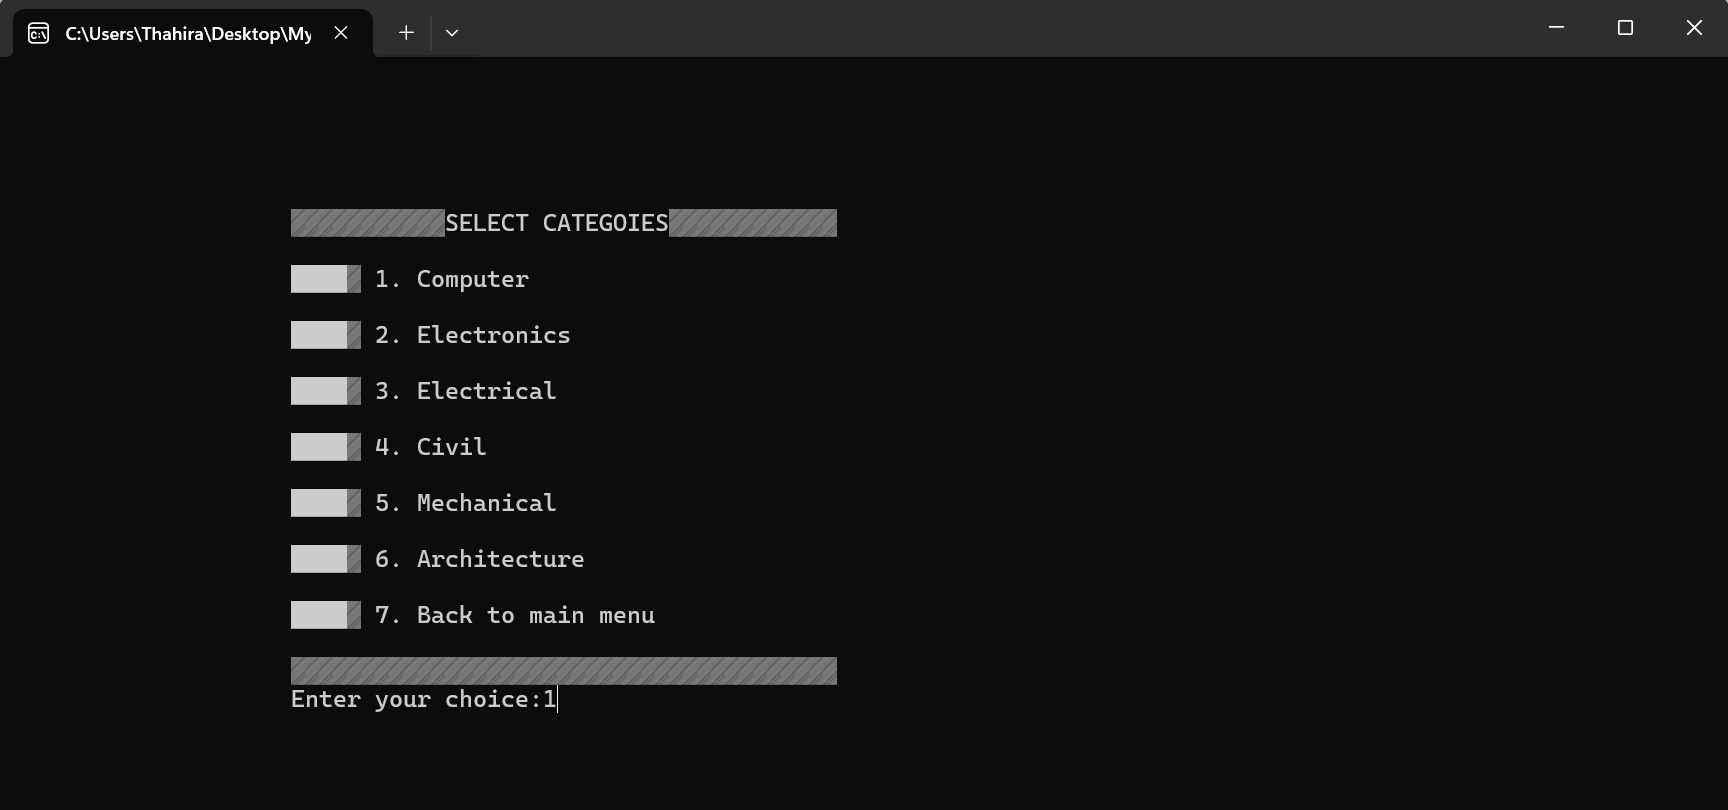 C:\Users\Thahira\Desktop\My
SELECT CATEGOIES
1. Computer
2. Electronics
3. Electrical
4. Civil
5. Mechanical
6. Architecture
7. Back to main menu
Enter your choice:1